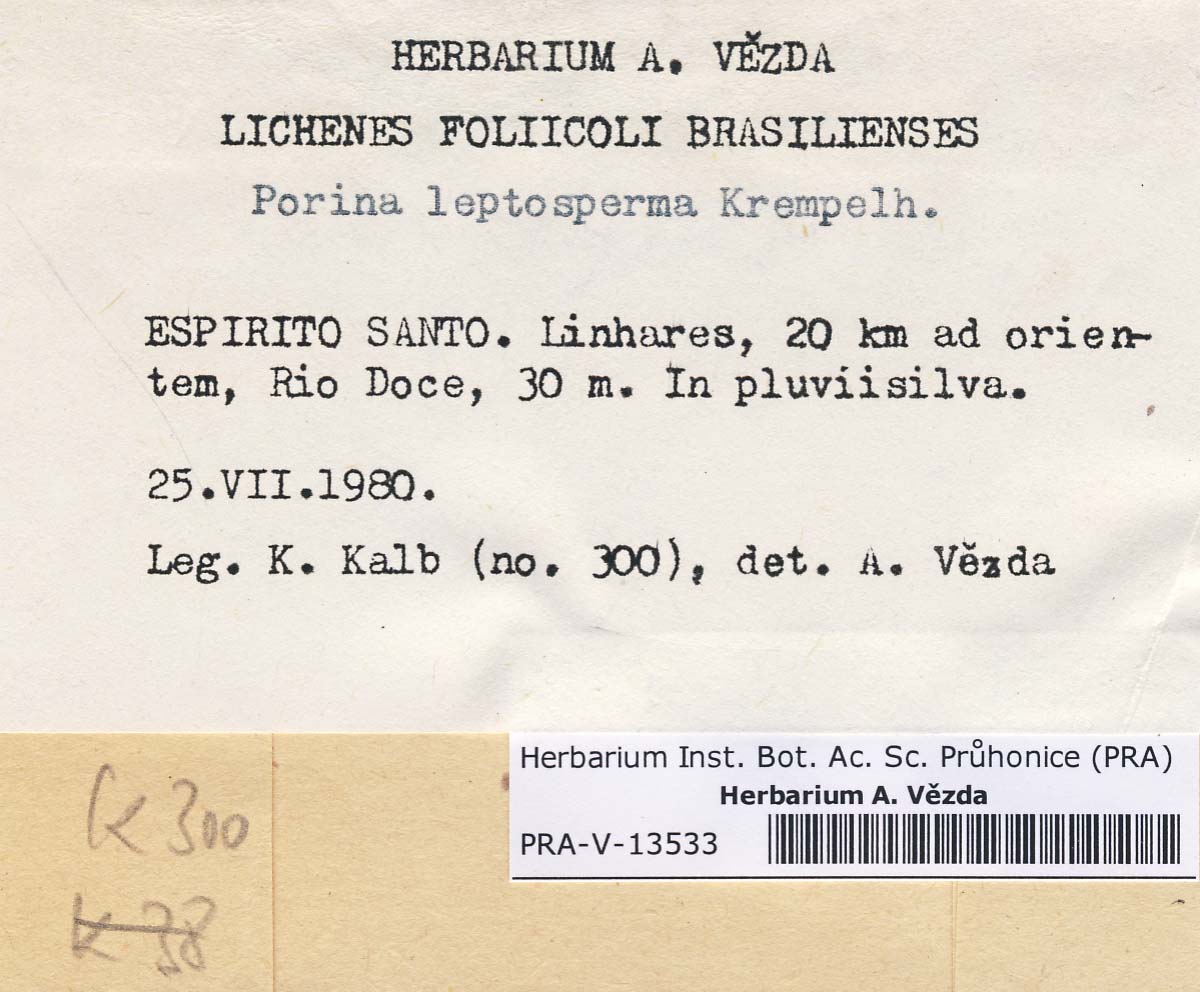 HERBARIUM A. VĚZDA
LICHENES FOLIICOLI BRASILIENSES
Porina leptosperma Krempelh.
ESPIRITO SANTO. Linhares, 20 km ad orien-
tem, Rio Doce, 30 m. In pluviisilva.
25.VII.1980.
Leg. K. Kalb (no. 300), det. A. Vězda
Herbarium Inst. Bot. Ac. Sc. Průhonice (PRA)
Herbarium A. Vězda
PRA-V-13533
K 300
K 38